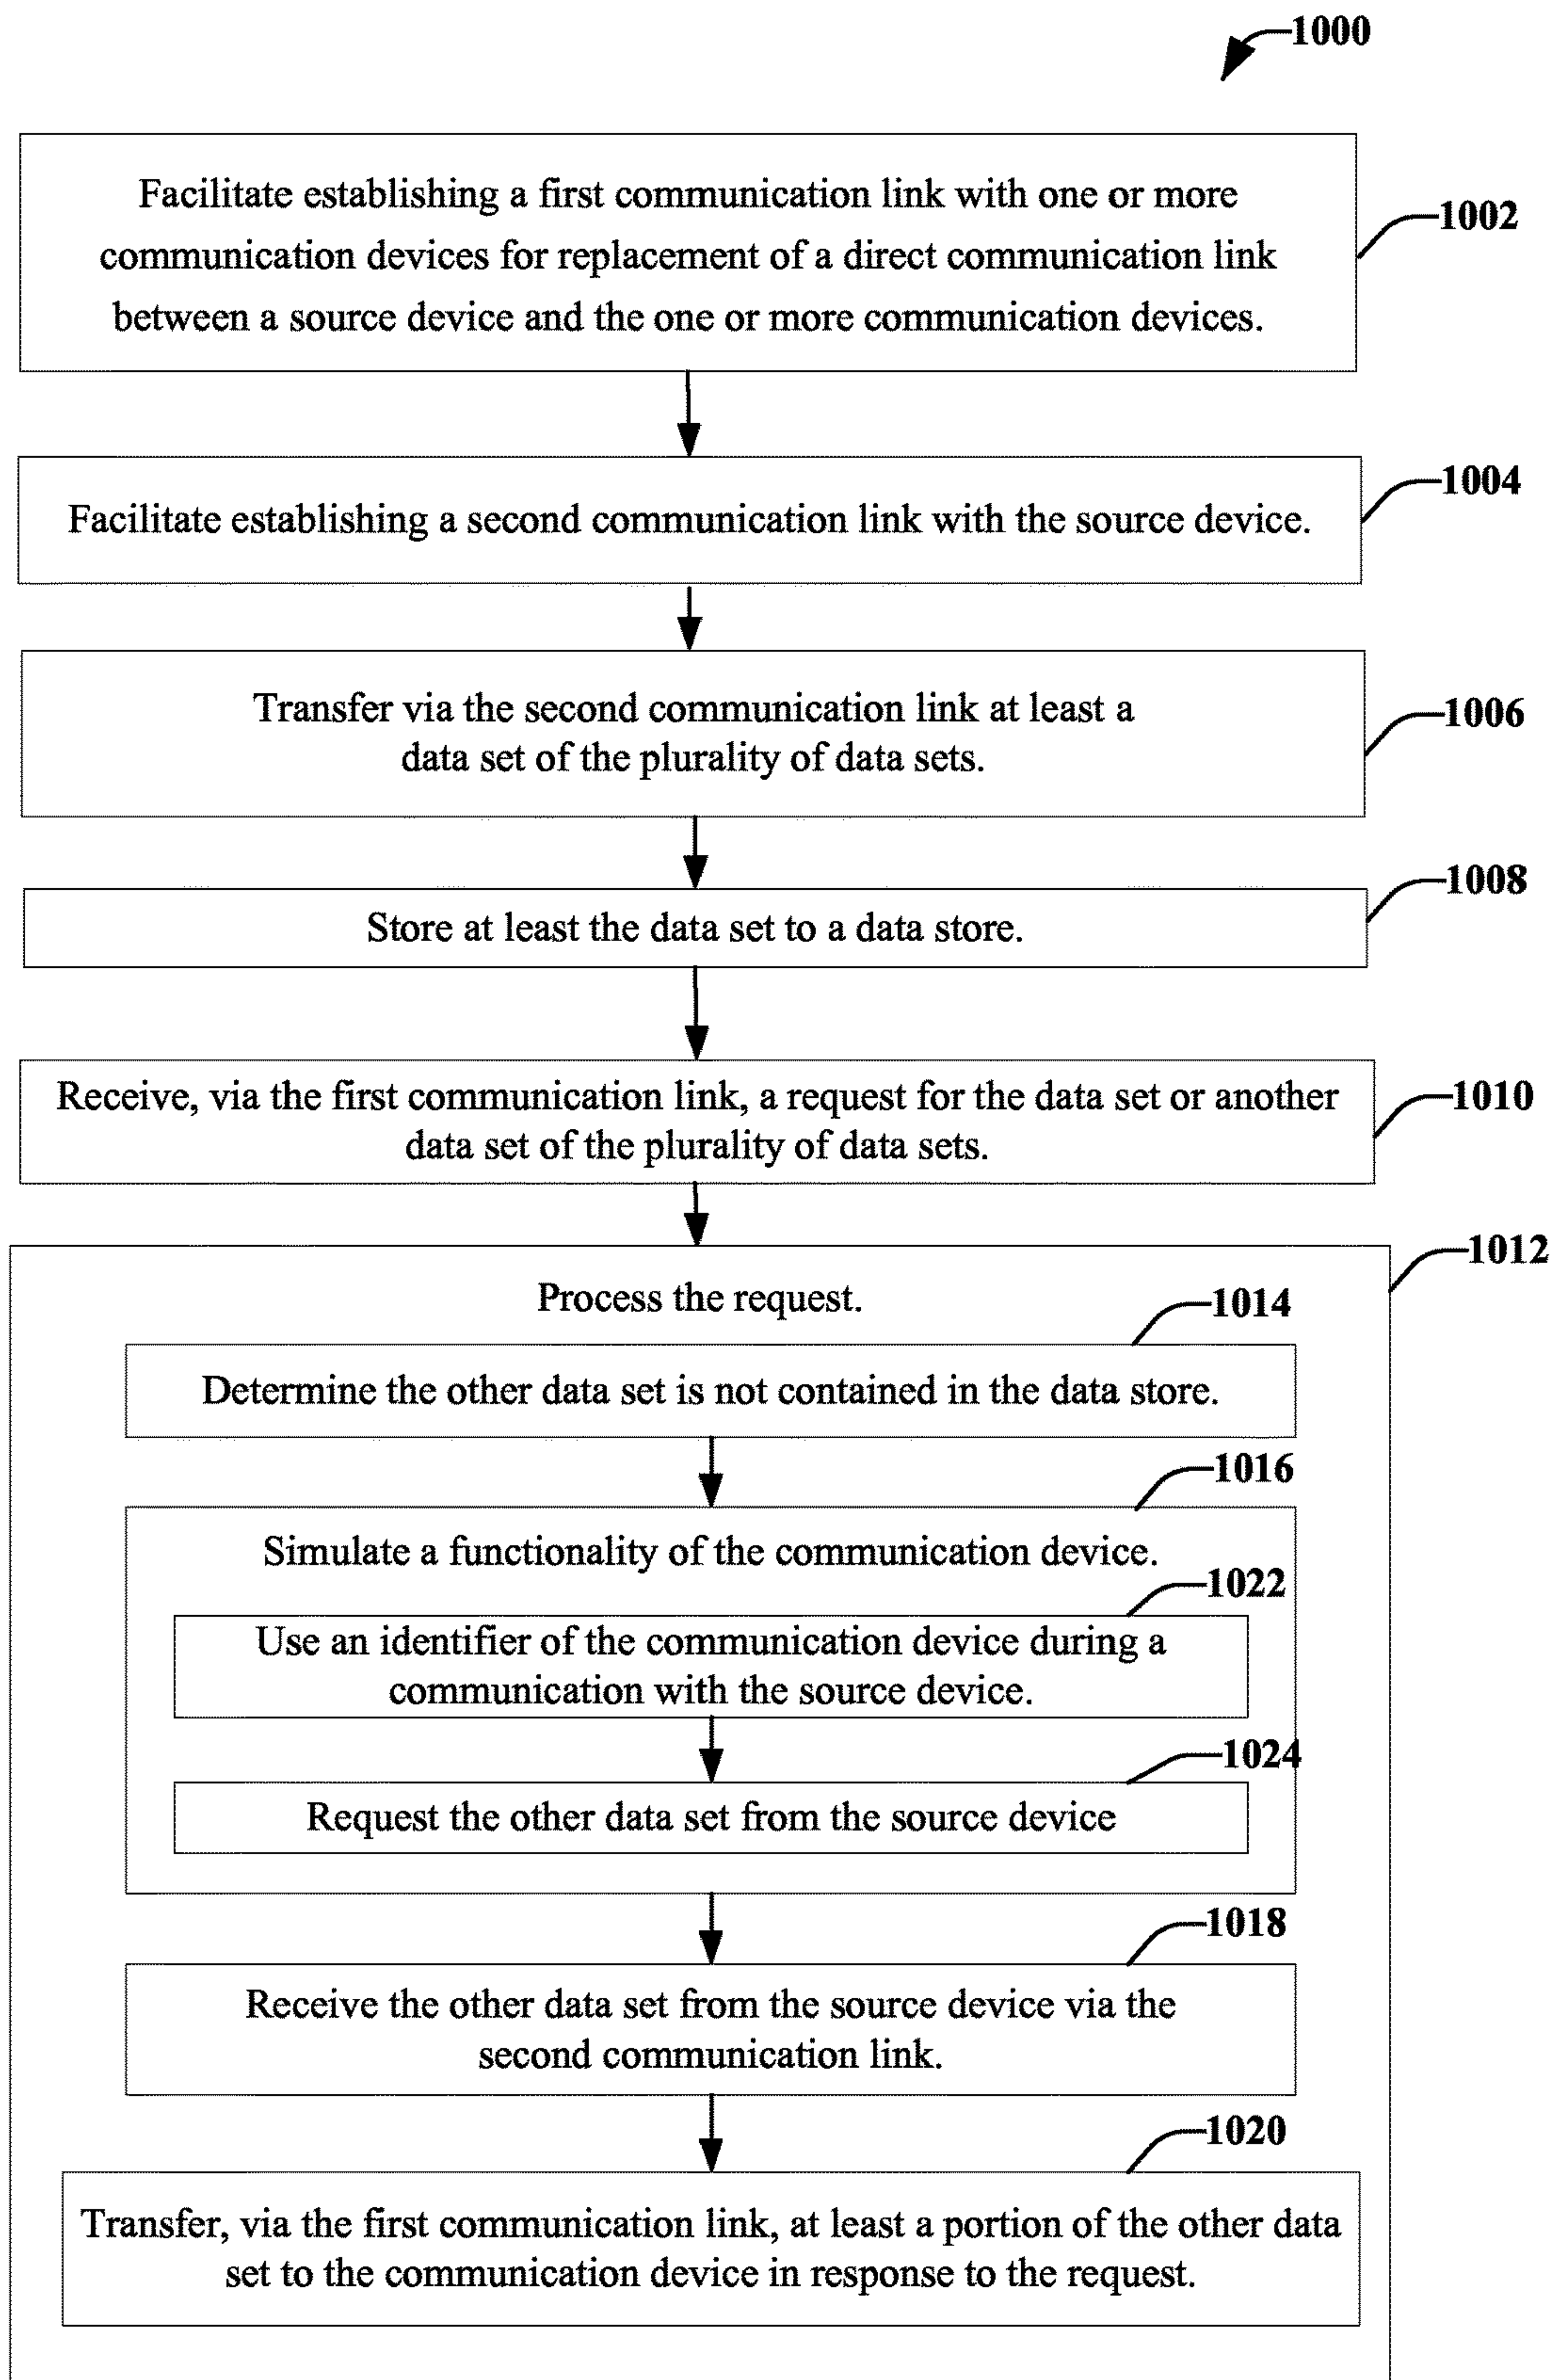 1000
Facilitate establishing a first communication link with one or more
communication devices for replacement of a direct communication link
between a source device and the one or more communication devices.
1002
Facilitate establishing a second communication link with the source device.
1004
Transfer via the second communication link at least a
data set of the plurality of data sets.
1006
Store at least the data set to a data store.
1008
Receive, via the first communication link, a request for the data set or another
data set of the plurality of data sets.
1010
1012
Process the request.
1014
Determine the other data set is not contained in the data store.
1016
Simulate a functionality of the communication device.
1022
Use an identifier of the communication device during a
communication with the source device.
1024
Request the other data set from the source device
1018
Receive the other data set from the source device via the
second communication link.
1020
Transfer, via the first communication link, at least a portion of the other data
set to the communication device in response to the request.